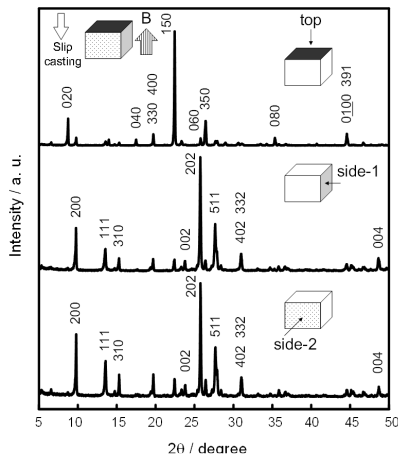 Slip
casting
B
top
020
040
330 400
150
060
350
080
0100 391
Intensity / a. u.
side-1
200
111
310
002
202
511
402 332
004
side-2
200
111
310
002
202
511
402 332
004
5 10 15 20 25 30 35 40 45 50
2θ / degree